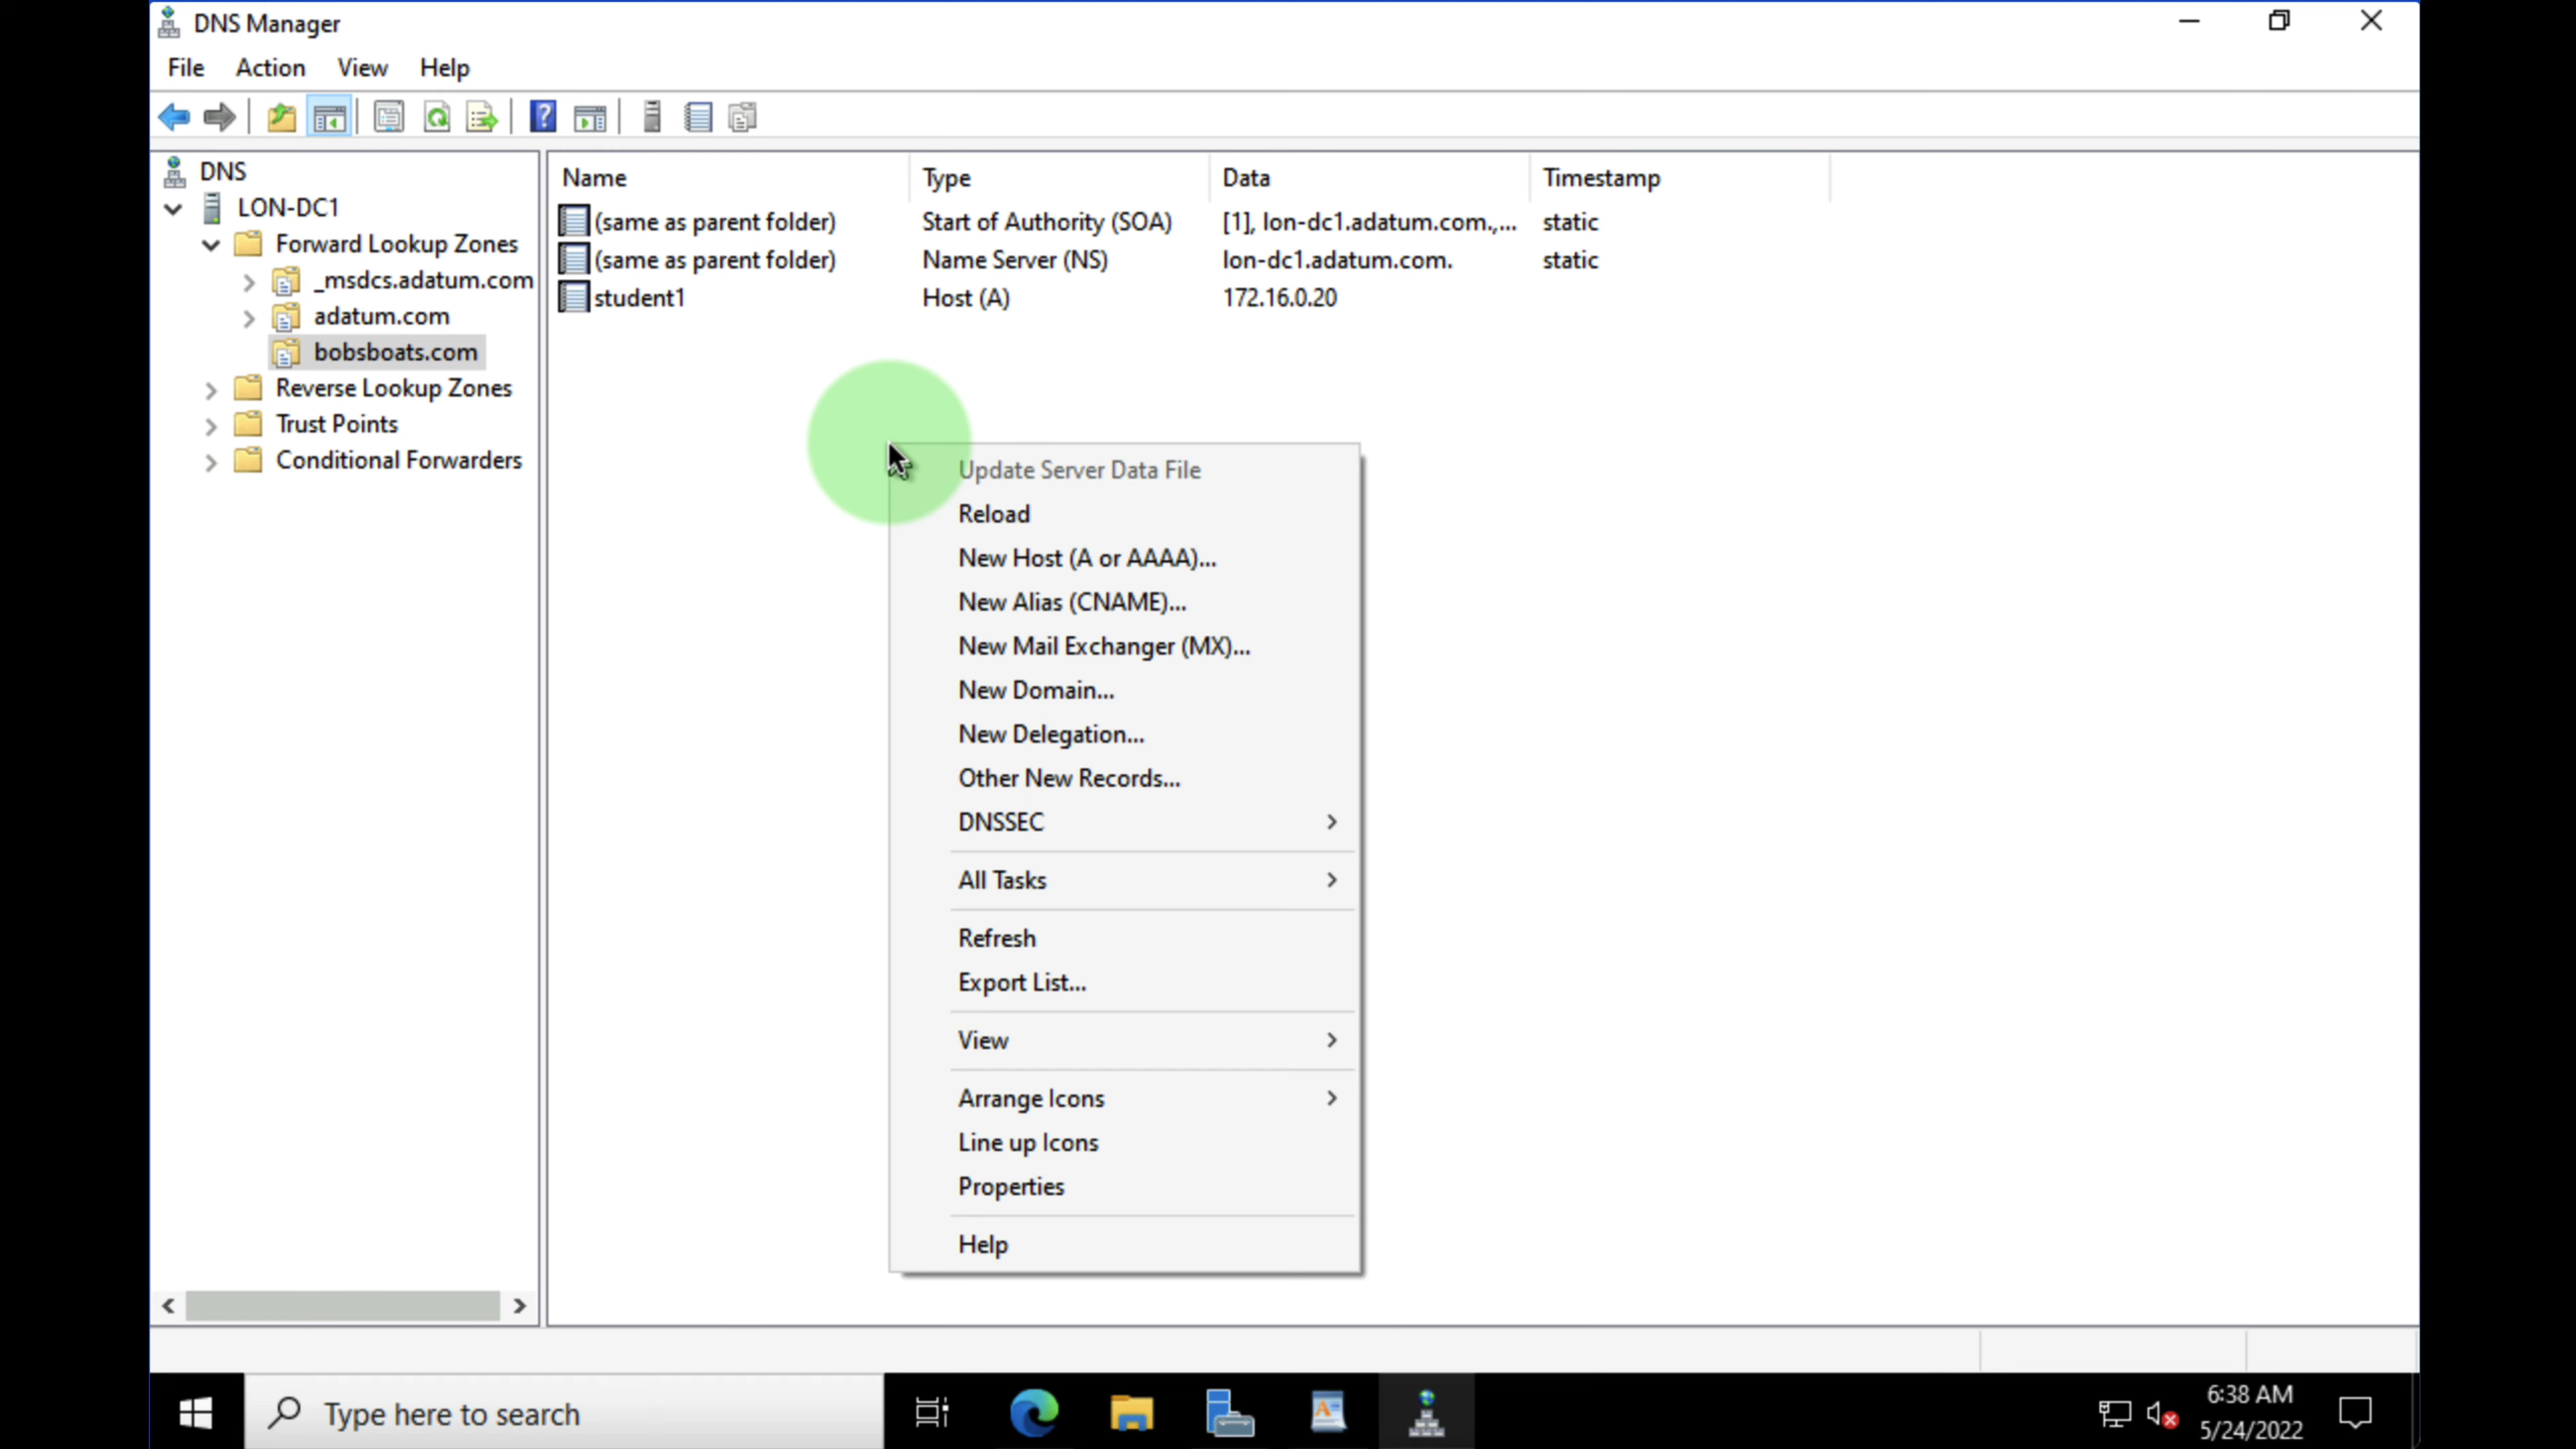 DNS Manager
File Action View Help
DNS
LON-DC1
Forward Lookup Zones
_msdcs.adatum.com
adatum.com
bobsboats.com
Reverse Lookup Zones
Trust Points
Conditional Forwarders
Name Type Data Timestamp
(same as parent folder) Start of Authority (SOA) [1], lon-dc1.adatum.com.,... static
(same as parent folder) Name Server (NS) lon-dc1.adatum.com. static
student1 Host (A) 172.16.0.20
Update Server Data File
Reload
New Host (A or AAAA)...
New Alias (CNAME)...
New Mail Exchanger (MX)...
New Domain...
New Delegation...
Other New Records...
DNSSEC
All Tasks
Refresh
Export List...
View
Arrange Icons
Line up Icons
Properties
Help
Type here to search
6:38 AM
5/24/2022